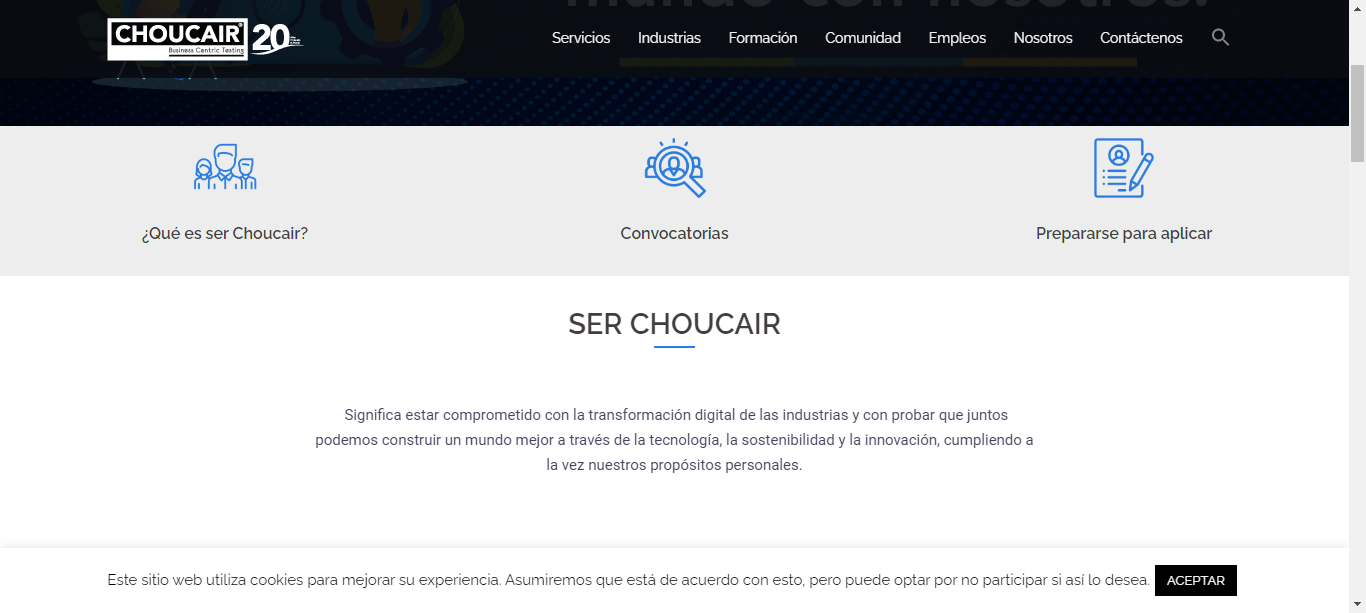 mundo con nosotros!
CHOUCAIR
Business Centric Testing
20
Servicios Industrias Formación Comunidad Empleos Nosotros Contáctenos
¿Qué es ser Choucair? Convocatorias Prepararse para aplicar
SER CHOUCAIR
Significa estar comprometido con la transformación digital de las industrias y con probar que juntos
podemos construir un mundo mejor a través de la tecnología, la sostenibilidad y la innovación, cumpliendo a
la vez nuestros propósitos personales.
Este sitio web utiliza cookies para mejorar su experiencia. Asumiremos que está de acuerdo con esto, pero puede optar por no participar si así lo desea. ACEPTAR